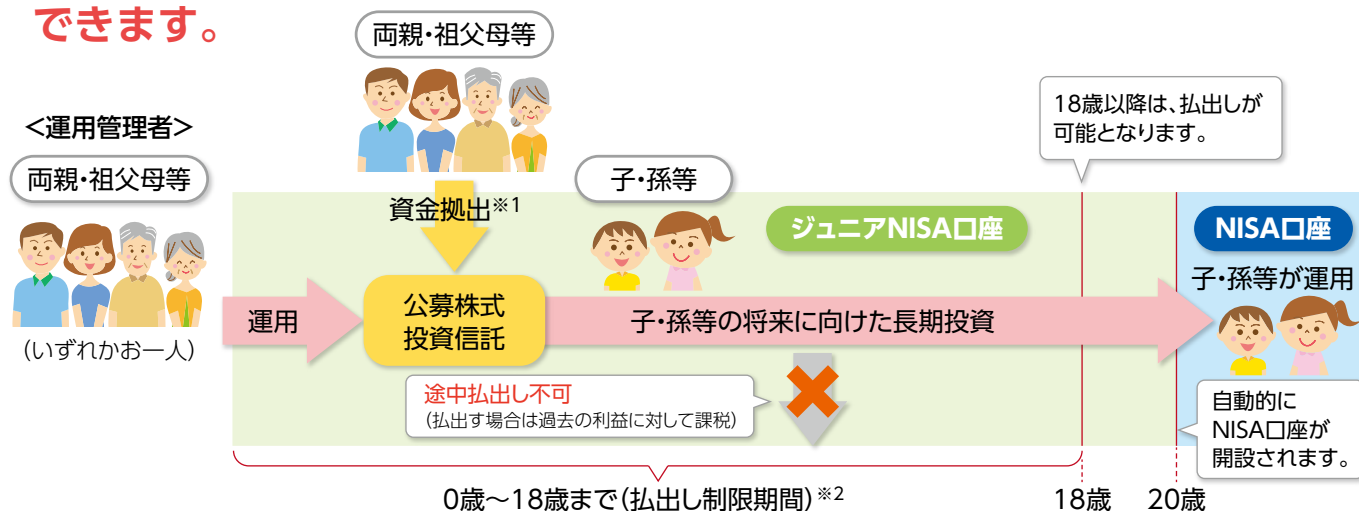 できます。
両親・祖父母等
<運用管理者>
両親・祖父母等
(いずれかお一人)
資金拠出※1
子・孫等
ジュニアNISA口座
18歳以降は、払出しが
可能となります。
NISA口座
子・孫等が運用
運用
公募株式
投資信託
子・孫等の将来に向けた長期投資
途中払出し不可
(払出す場合は過去の利益に対して課税)
自動的に
NISA口座が
開設されます。
0歳～18歳まで(払出し制限期間)※2
18歳
20歳